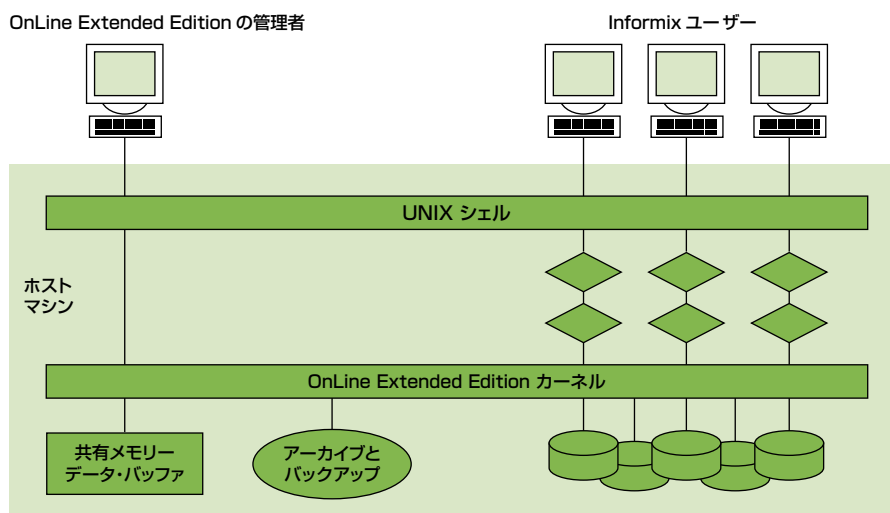 OnLine Extended Edition の管理者
Informix ユーザー
UNIX シェル
ホスト
マシン
OnLine Extended Edition カーネル
共有メモリー
データ・バッファ
アーカイブと
バックアップ